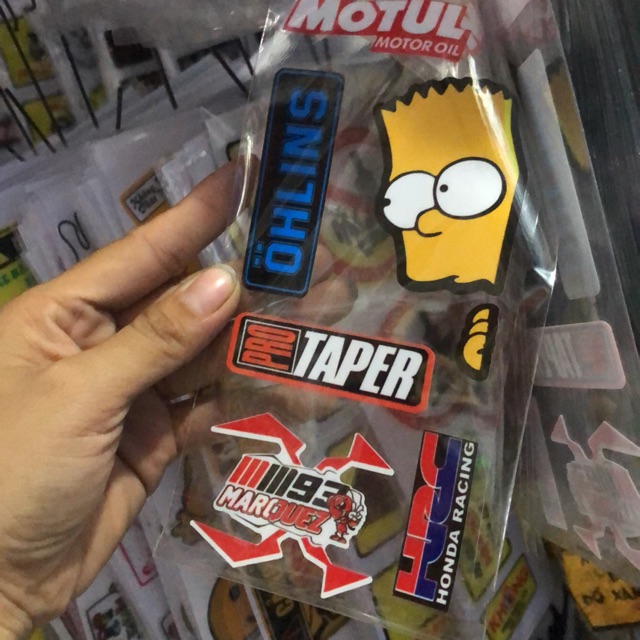 MOTUL
MOTOR OIL
ÖHLINS
PRO
TAPER
93
MARQUEZ
HRC
HONDA RACING